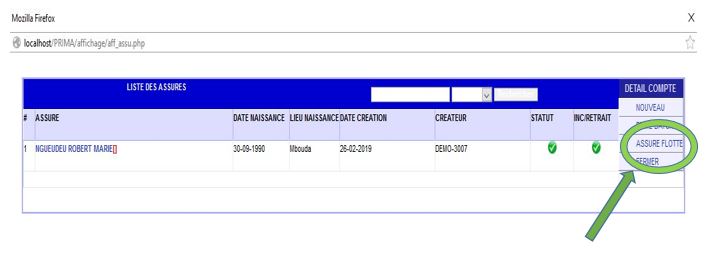 Mozilla Firefox X
localhost/PRIMA/affichage/aff_assu.php
LISTE DES ASSURES DETAIL COMPTE
NOUVEAU
# ASSURE DATE NAISSANCE LIEU NAISSANCE DATE CREATION CREATEUR STATUT INC/RETRAIT
1 NGUEUDEU ROBERT MARIE[] 30-09-1990 Mbouda 26-02-2019 DEMO-3007
ASSURE FLOTTE
FERMER